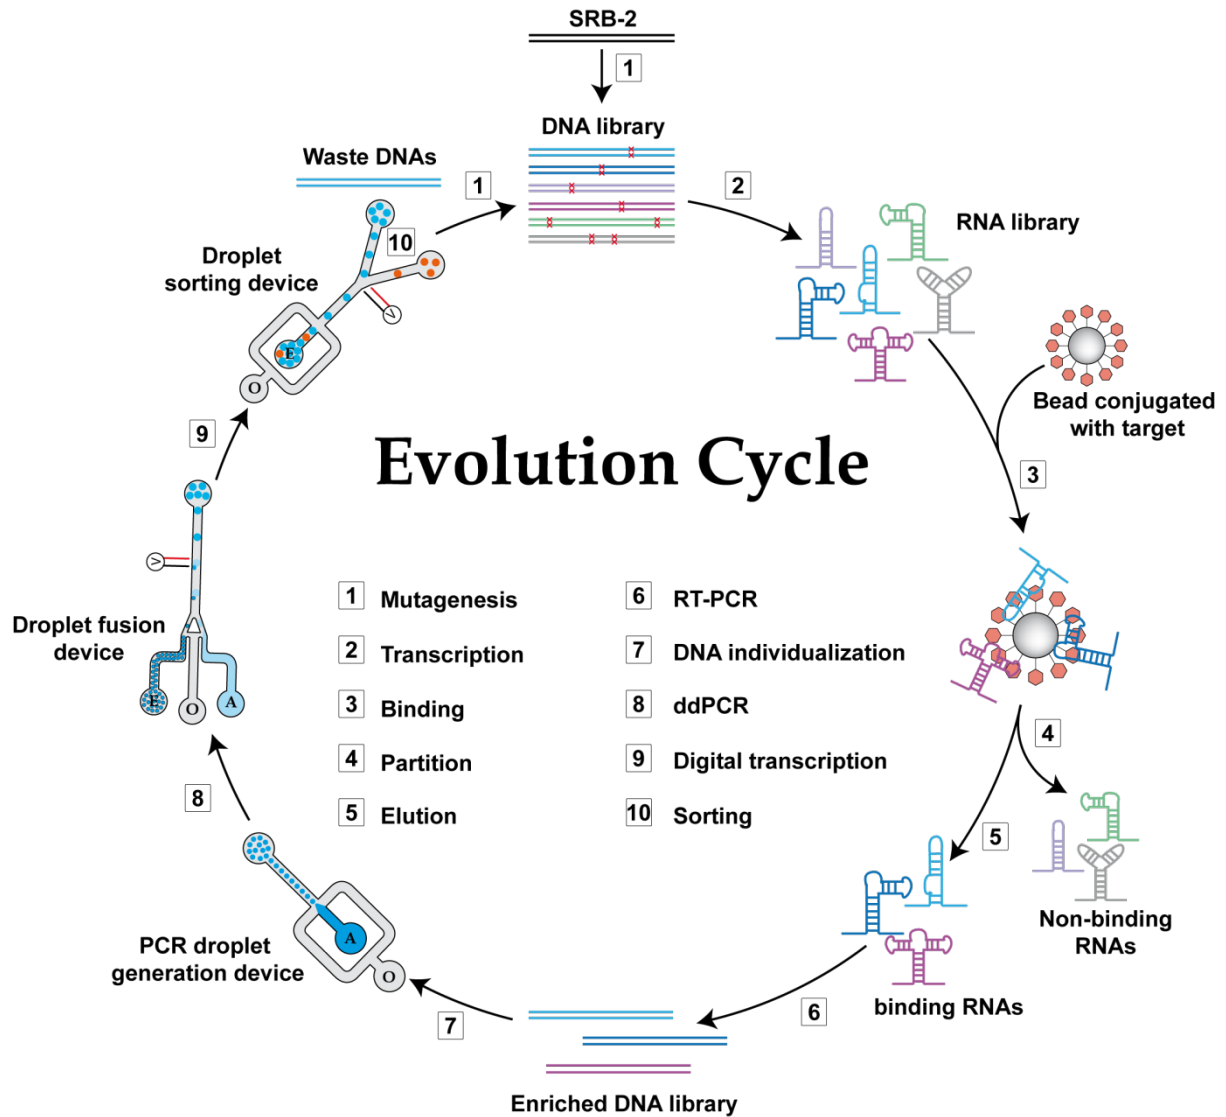 SRB-2
1
DNA library
Waste DNAs
1
2
10
RNA library
Droplet
sorting device
V
E
O
Bead conjugated
with target
9
Evolution Cycle
3
V
1 Mutagenesis
2 Transcription
3 Binding
4 Partition
5 Elution
6 RT-PCR
7 DNA individualization
8 ddPCR
9 Digital transcription
10 Sorting
Droplet fusion
device
E
O
A
4
8
5
Non-binding
RNAs
PCR droplet
generation device
A
O
binding RNAs
7
6
Enriched DNA library